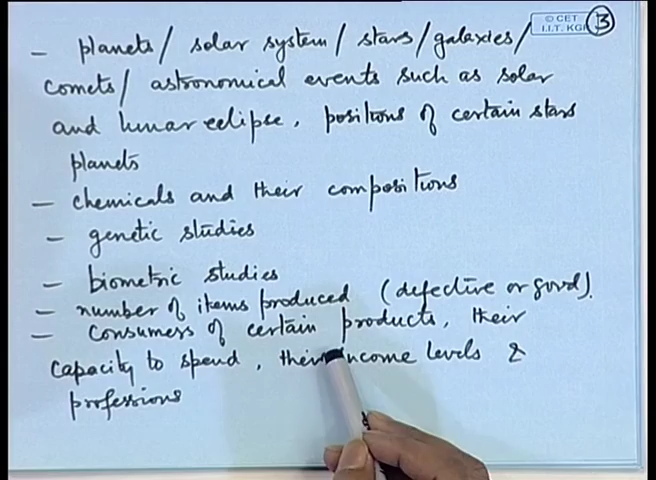 © CET
I.I.T. KGP
3
- planets / solar system / stars / galaxies /
comets / astronomical events such as solar
and lunar eclipse, positions of certain stars
planets
- chemicals and their compositions
- genetic studies
- biometric studies
- number of items produced (defective or good).
- Consumers of certain products, their
capacity to spend, their income levels &
professions